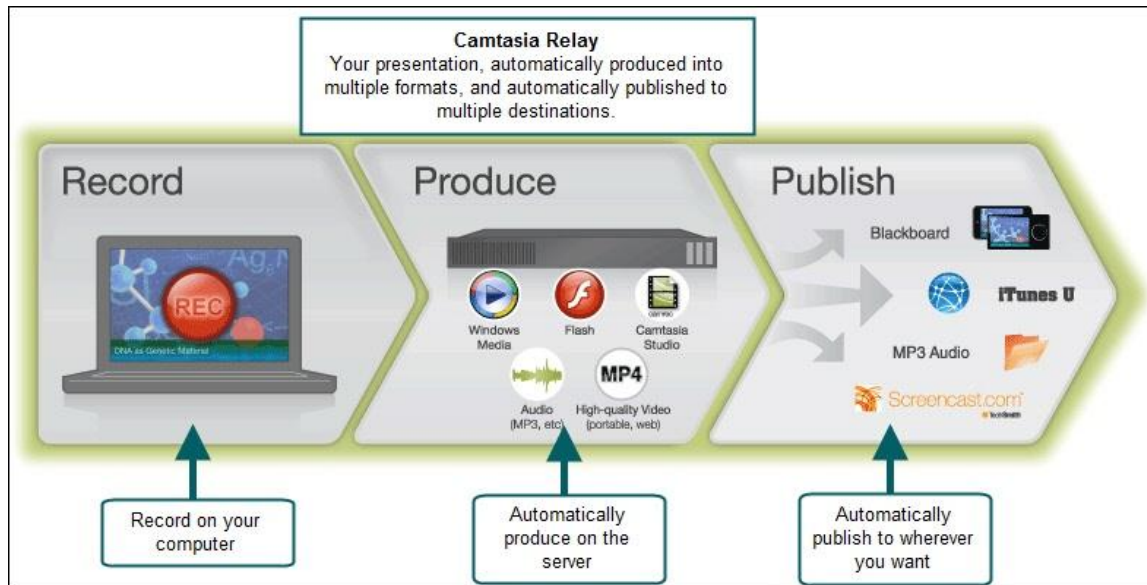 Camtasia Relay
Your presentation, automatically produced into
multiple formats, and automatically published to
multiple destinations.
Record
REC
DNA as Genetic Material
Produce
Windows
Media
Flash
Camtasia
Studio
Audio
(MP3, etc)
MP4
High-quality Video
(portable, web)
Publish
Blackboard
iTunes U
MP3 Audio
Screencast.com
TechSmith
Record on your
computer
Automatically
produce on the
server
Automatically
publish to wherever
you want